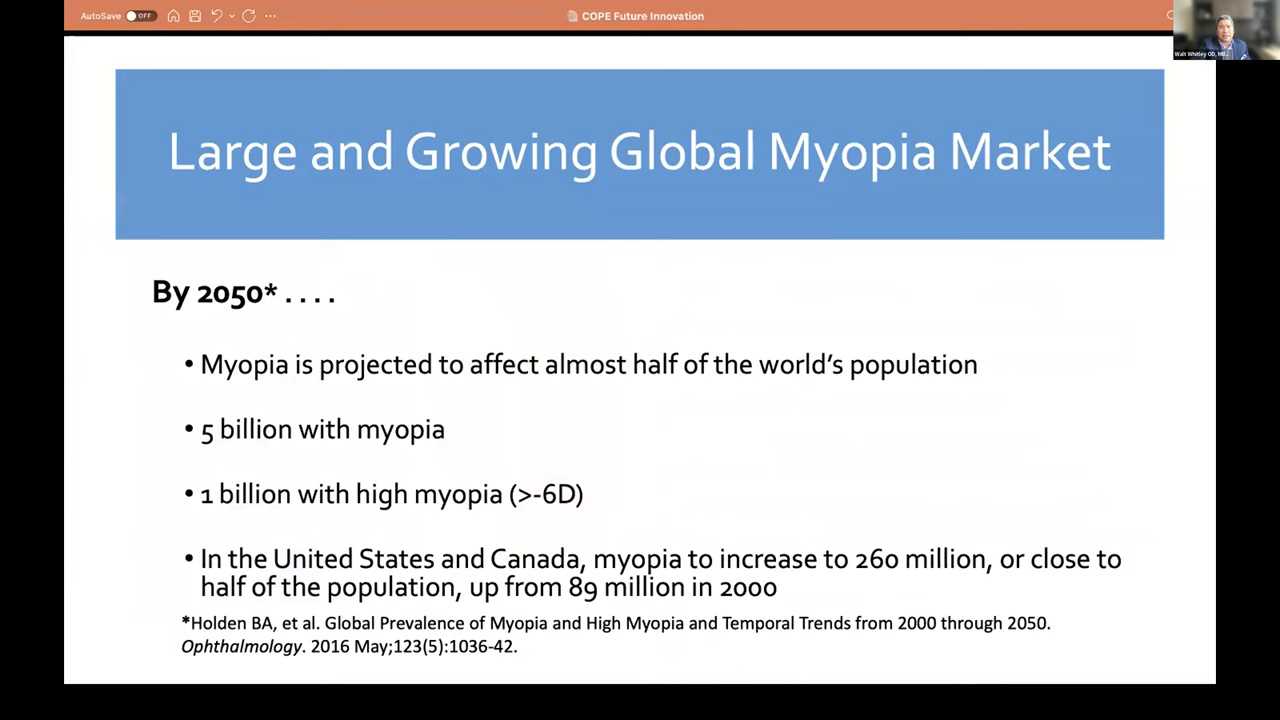 AutoSave OFF
COPE Future Innovation
Walt Whitley OD, MB...
Large and Growing Global Myopia Market
By 2050* . . . .
• Myopia is projected to affect almost half of the world's population
• 5 billion with myopia
• 1 billion with high myopia (>-6D)
• In the United States and Canada, myopia to increase to 260 million, or close to
half of the population, up from 89 million in 2000
*Holden BA, et al. Global Prevalence of Myopia and High Myopia and Temporal Trends from 2000 through 2050.
Ophthalmology. 2016 May;123(5):1036-42.